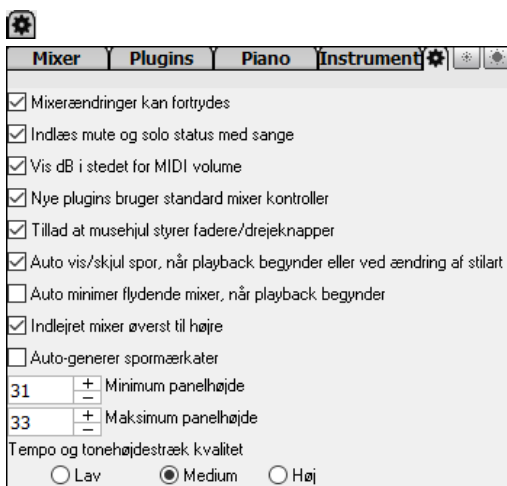 Mixer Plugins Piano Instrument
Mixerændringer kan fortrydes
Indlæs mute og solo status med sange
Vis dB i stedet for MIDI volume
Nye plugins bruger standard mixer kontroller
Tillad at musehjul styrer fadere/drejeknapper
Auto vis/skjul spor, når playback begynder eller ved ændring af stilart
Auto minimer flydende mixer, når playback begynder
Indlejret mixer øverst til højre
Auto-generer spormærkater
31 + − Minimum panelhøjde
33 + − Maksimum panelhøjde
Tempo og tonehøjdestræk kvalitet
Lav Medium Høj